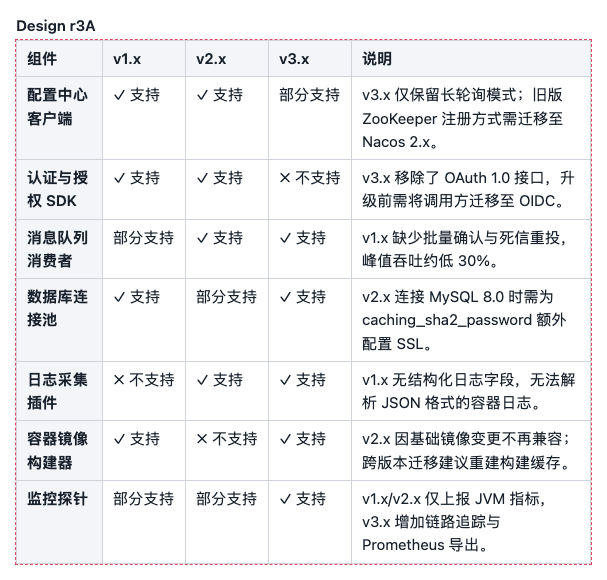 Design r3A
组件 v1.x v2.x v3.x 说明
配置中心 ✓ 支持 ✓ 支持 部分支持 v3.x 仅保留长轮询模式；旧版
客户端 ZooKeeper 注册方式需迁移至
Nacos 2.x。
认证与授 ✓ 支持 ✓ 支持 ✕ 不支持 v3.x 移除了 OAuth 1.0 接口，升
权 SDK 级前需将调用方迁移至 OIDC。
消息队列 部分支持 ✓ 支持 ✓ 支持 v1.x 缺少批量确认与死信重投，
消费者 峰值吞吐约低 30%。
数据库连 ✓ 支持 部分支持 ✓ 支持 v2.x 连接 MySQL 8.0 时需为
接池 caching_sha2_password 额外
配置 SSL。
日志采集 ✕ 不支持 ✓ 支持 ✓ 支持 v1.x 无结构化日志字段，无法解
插件 析 JSON 格式的容器日志。
容器镜像 ✓ 支持 ✕ 不支持 ✓ 支持 v2.x 因基础镜像变更不再兼容；
构建器 跨版本迁移建议重建构建缓存。
监控探针 部分支持 部分支持 ✓ 支持 v1.x/v2.x 仅上报 JVM 指标，
v3.x 增加链路追踪与
Prometheus 导出。